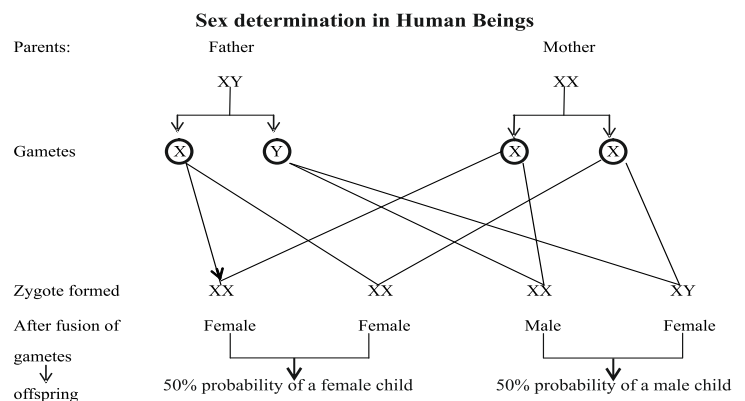 Sex determination in Human Beings
Parents: Father Mother
XY XX
Gametes X Y X X
Zygote formed XX XX XX XY
After fusion of Female Female Male Female
gametes
offspring 50% probability of a female child 50% probability of a male child